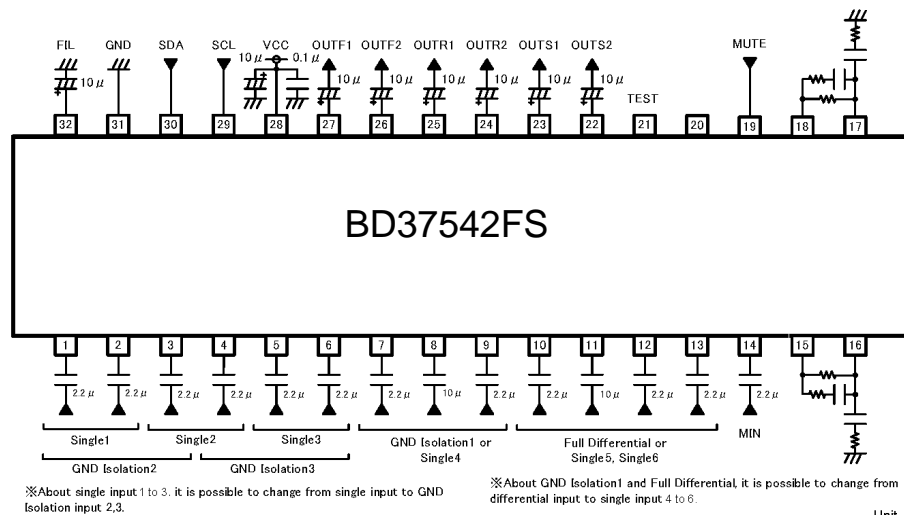 FIL GND SDA SCL VCC OUTF1 OUTF2 OUTR1 OUTR2 OUTS1 OUTS2 MUTE
10μ 10μ 0.1μ 10μ 10μ 10μ 10μ 10μ 10μ
TEST
32 31 30 29 28 27 26 25 24 23 22 21 20 19 18 17
BD37542FS
1 2 3 4 5 6 7 8 9 10 11 12 13 14 15 16
2.2μ 2.2μ 2.2μ 2.2μ 2.2μ 2.2μ 2.2μ 10μ 2.2μ 2.2μ 10μ 2.2μ 2.2μ 2.2μ
Single1 Single2 Single3 GND Isolation1 or Single4 Full Differential or Single5, Single6 MIN
GND Isolation2 GND Isolation3
※About single input 1 to 3. it is possible to change from single input to GND
Isolation input 2,3.
※About GND Isolation1 and Full Differential, it is possible to change from
differential input to single input 4 to 6.
Unit